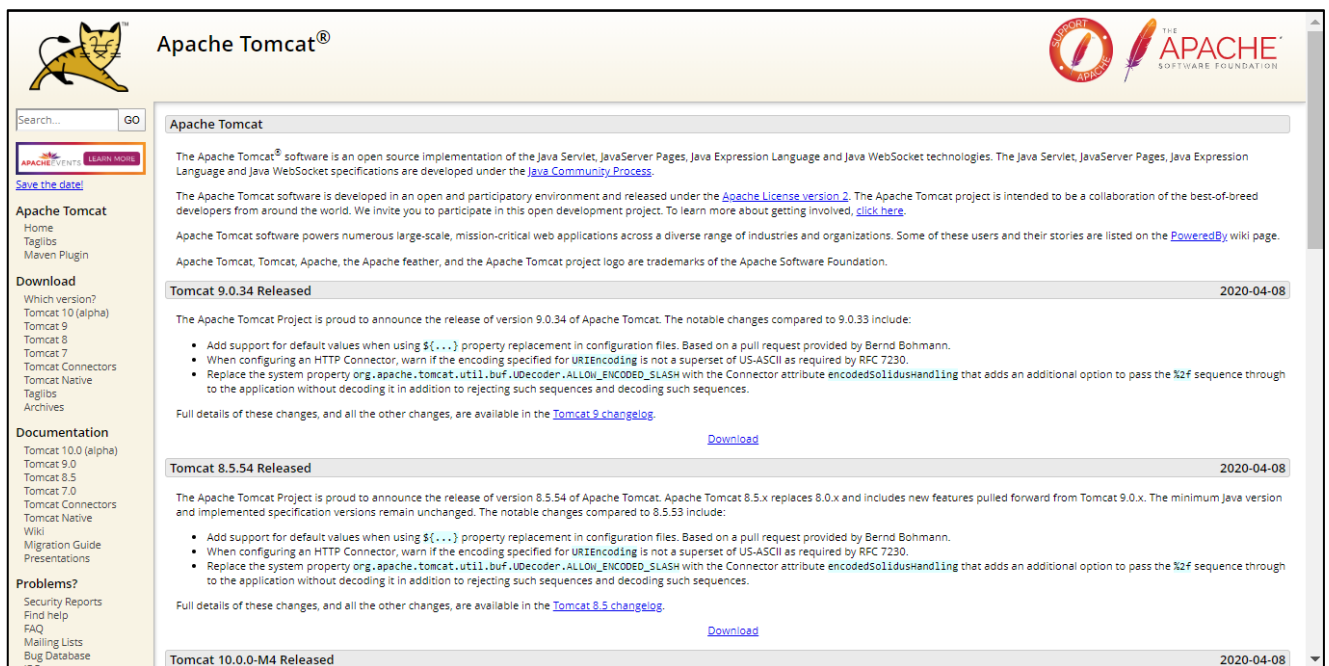 Apache Tomcat®
SUPPORT
APACHE
THE
APACHE
SOFTWARE FOUNDATION
Search...
GO
APACHE EVENTS LEARN MORE
Save the date!
Apache Tomcat
Home
Taglibs
Maven Plugin
Download
Which version?
Tomcat 10 (alpha)
Tomcat 9
Tomcat 8
Tomcat 7
Tomcat Connectors
Tomcat Native
Taglibs
Archives
Documentation
Tomcat 10.0 (alpha)
Tomcat 9.0
Tomcat 8.5
Tomcat 7.0
Tomcat Connectors
Tomcat Native
Wiki
Migration Guide
Presentations
Problems?
Security Reports
Find help
FAQ
Mailing Lists
Bug Database
Apache Tomcat
The Apache Tomcat® software is an open source implementation of the Java Servlet, JavaServer Pages, Java Expression Language and Java WebSocket technologies. The Java Servlet, JavaServer Pages, Java Expression
Language and Java WebSocket specifications are developed under the Java Community Process.
The Apache Tomcat software is developed in an open and participatory environment and released under the Apache License version 2. The Apache Tomcat project is intended to be a collaboration of the best-of-breed
developers from around the world. We invite you to participate in this open development project. To learn more about getting involved, click here.
Apache Tomcat software powers numerous large-scale, mission-critical web applications across a diverse range of industries and organizations. Some of these users and their stories are listed on the PoweredBy wiki page.
Apache Tomcat, Tomcat, Apache, the Apache feather, and the Apache Tomcat project logo are trademarks of the Apache Software Foundation.
Tomcat 9.0.34 Released 2020-04-08
The Apache Tomcat Project is proud to announce the release of version 9.0.34 of Apache Tomcat. The notable changes compared to 9.0.33 include:
• Add support for default values when using ${...} property replacement in configuration files. Based on a pull request provided by Bernd Bohmann.
• When configuring an HTTP Connector, warn if the encoding specified for URIEncoding is not a superset of US-ASCII as required by RFC 7230.
• Replace the system property org.apache.tomcat.util.buf.UDecoder.ALLOW_ENCODED_SLASH with the Connector attribute encodedSolidusHandling that adds an additional option to pass the %2f sequence through
to the application without decoding it in addition to rejecting such sequences and decoding such sequences.
Full details of these changes, and all the other changes, are available in the Tomcat 9 changelog.
Download
Tomcat 8.5.54 Released 2020-04-08
The Apache Tomcat Project is proud to announce the release of version 8.5.54 of Apache Tomcat. Apache Tomcat 8.5.x replaces 8.0.x and includes new features pulled forward from Tomcat 9.0.x. The minimum Java version
and implemented specification versions remain unchanged. The notable changes compared to 8.5.53 include:
• Add support for default values when using ${...} property replacement in configuration files. Based on a pull request provided by Bernd Bohmann.
• When configuring an HTTP Connector, warn if the encoding specified for URIEncoding is not a superset of US-ASCII as required by RFC 7230.
• Replace the system property org.apache.tomcat.util.buf.UDecoder.ALLOW_ENCODED_SLASH with the Connector attribute encodedSolidusHandling that adds an additional option to pass the %2f sequence through
to the application without decoding it in addition to rejecting such sequences and decoding such sequences.
Full details of these changes, and all the other changes, are available in the Tomcat 8.5 changelog.
Download
Tomcat 10.0.0-M4 Released 2020-04-08